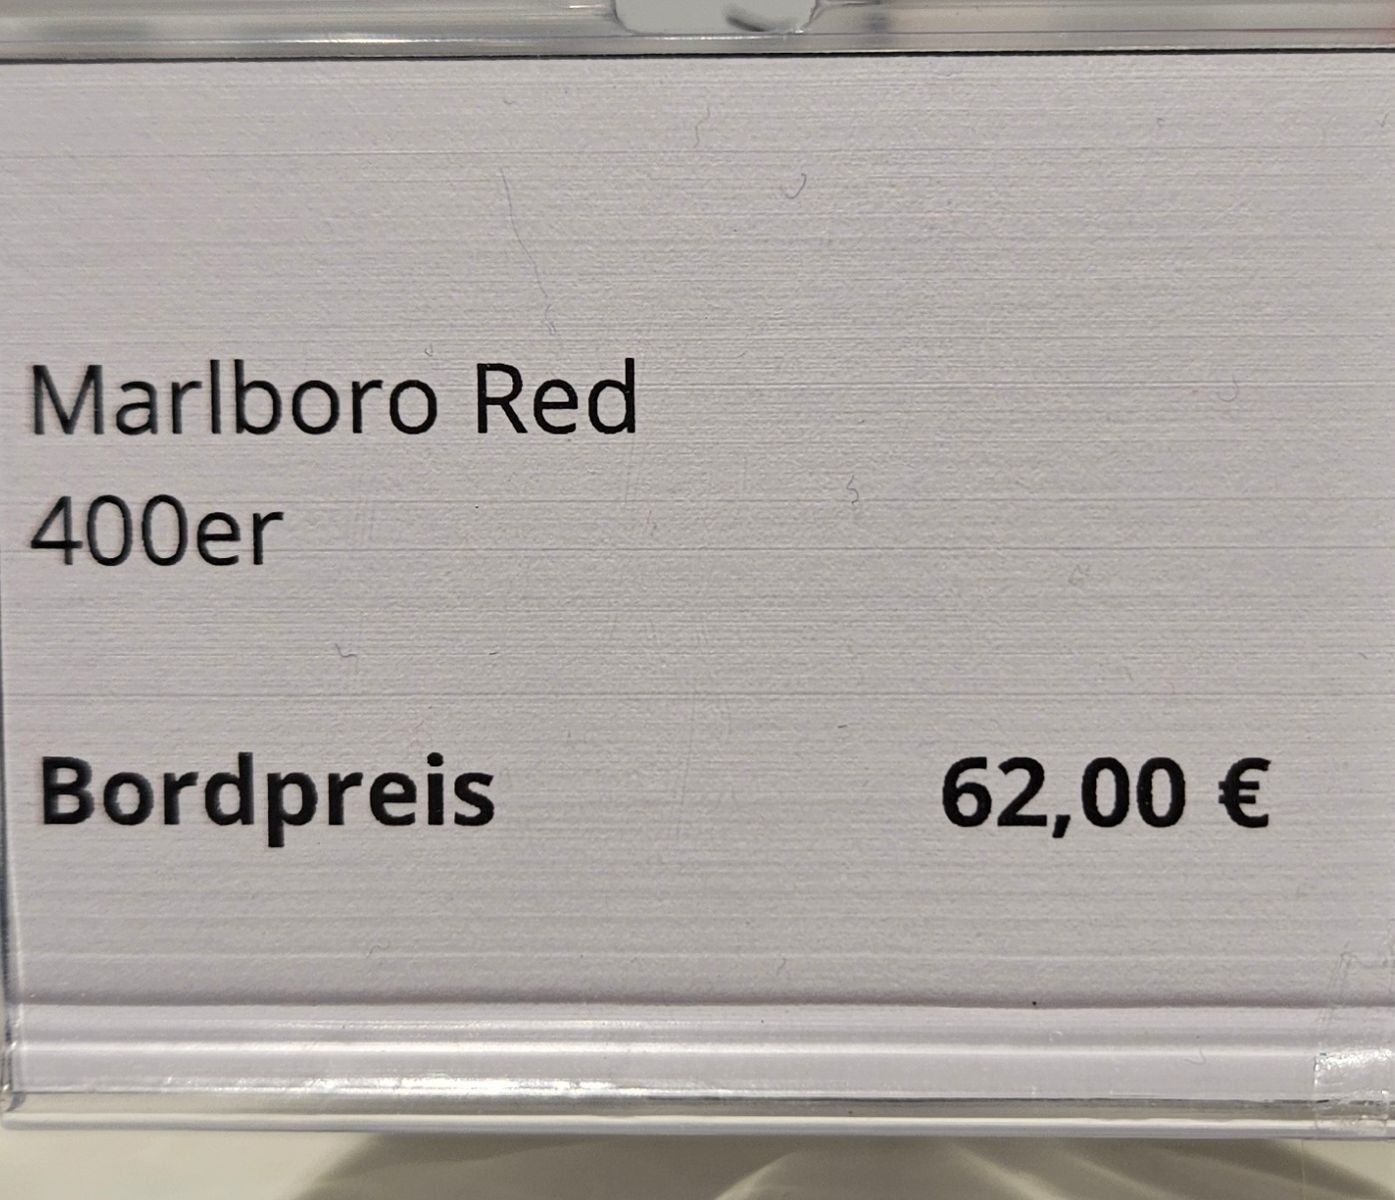 Marlboro Red
400er
Bordpreis 62,00 €